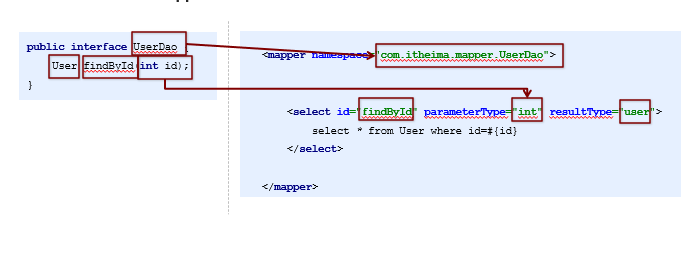 public interface UserDao
User findById(int id);
}
<mapper namespace="com.itheima.mapper.UserDao">
<select id="findById" parameterType="int" resultType="user">
select * from User where id=#{id}
</select>
</mapper>